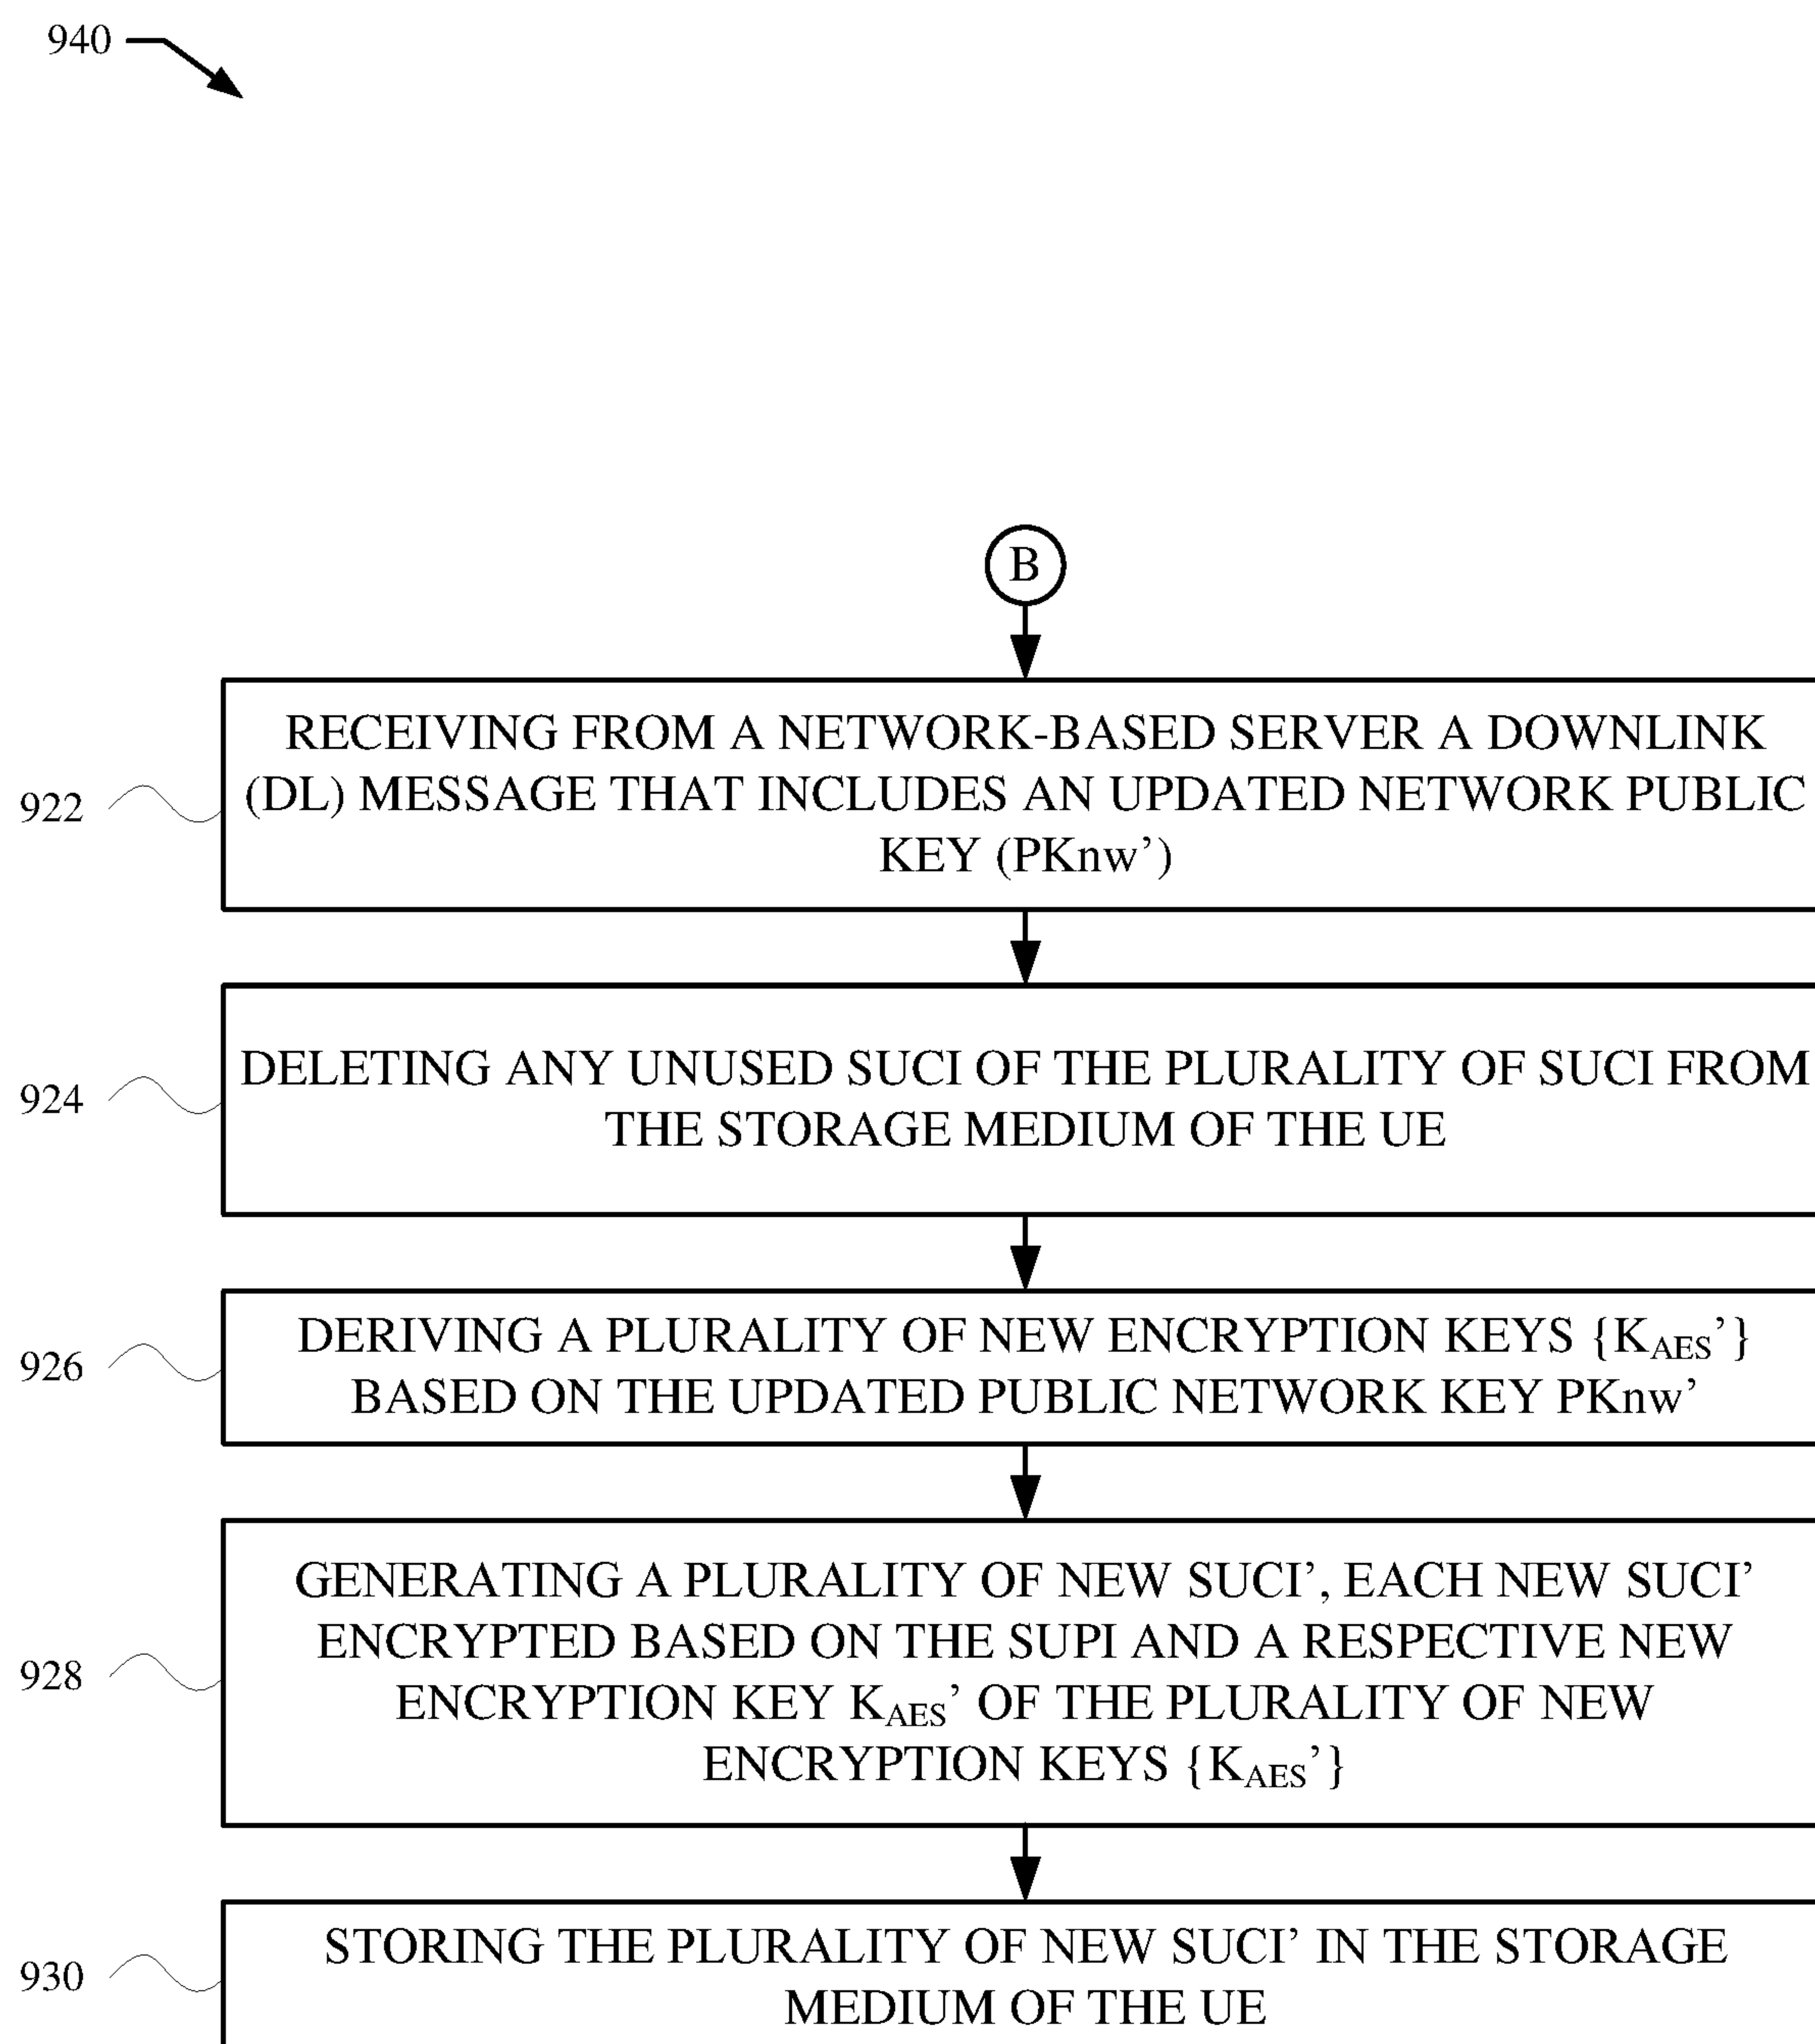 940
B
922
RECEIVING FROM A NETWORK-BASED SERVER A DOWNLINK
(DL) MESSAGE THAT INCLUDES AN UPDATED NETWORK PUBLIC
KEY (PKnw’)
924
DELETING ANY UNUSED SUCI OF THE PLURALITY OF SUCI FROM
THE STORAGE MEDIUM OF THE UE
926
DERIVING A PLURALITY OF NEW ENCRYPTION KEYS {KAES’}
BASED ON THE UPDATED PUBLIC NETWORK KEY PKnw’
928
GENERATING A PLURALITY OF NEW SUCI’, EACH NEW SUCI’
ENCRYPTED BASED ON THE SUPI AND A RESPECTIVE NEW
ENCRYPTION KEY KAES’ OF THE PLURALITY OF NEW
ENCRYPTION KEYS {KAES’}
930
STORING THE PLURALITY OF NEW SUCI’ IN THE STORAGE
MEDIUM OF THE UE